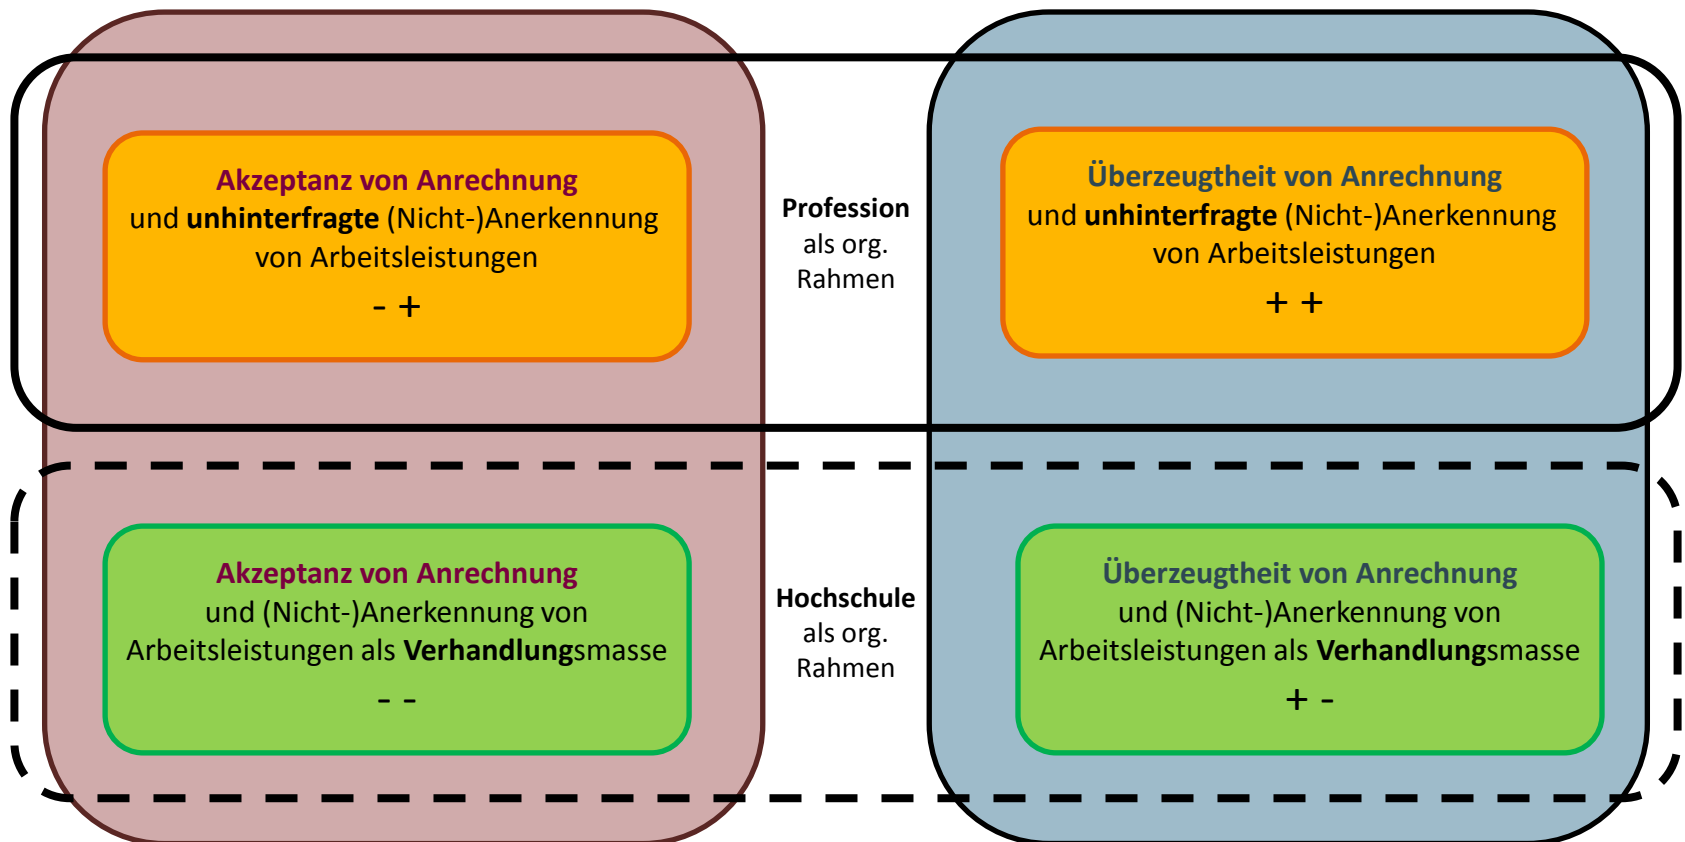 Akzeptanz von Anrechnung
und unhinterfragte (Nicht-)Anerkennung
von Arbeitsleistungen
- +
Profession
als org.
Rahmen
Überzeugtheit von Anrechnung
und unhinterfragte (Nicht-)Anerkennung
von Arbeitsleistungen
+ +
Akzeptanz von Anrechnung
und (Nicht-)Anerkennung von
Arbeitsleistungen als Verhandlungsmasse
- -
Hochschule
als org.
Rahmen
Überzeugtheit von Anrechnung
und (Nicht-)Anerkennung von
Arbeitsleistungen als Verhandlungsmasse
+ -